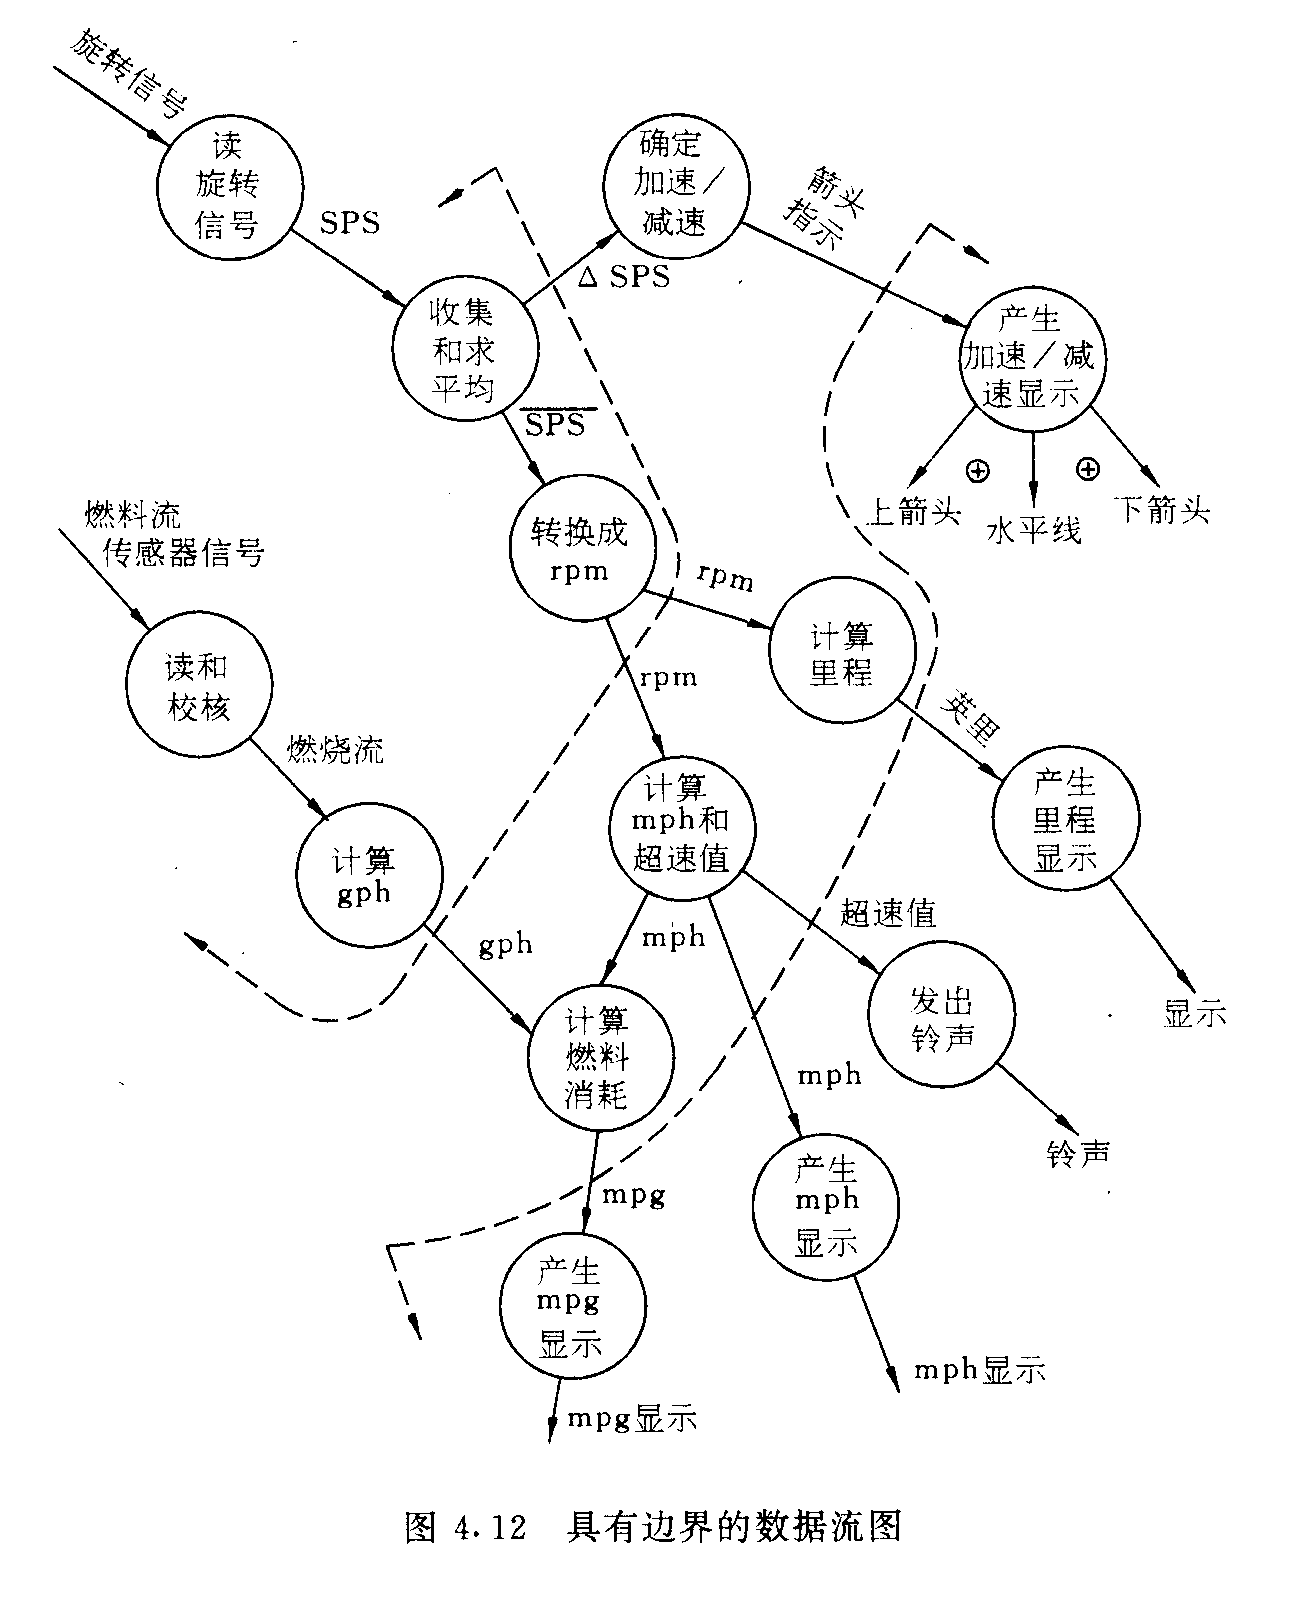 旋转信号
读
旋转
信号
SPS
确定
加速／
减速
箭头
指示
Δ SPS
收集
和求
平均
S̅P̅S̅
产生
加速／减
速显示
⊕
⊕
上箭头
水平线
下箭头
燃料流
传感器信号
转换成
rpm
rpm
计算
里程
rpm
读和
校核
英里
燃烧流
计算
mph和
超速值
产生
里程
显示
计算
gph
gph
mph
超速值
发出
铃声
显示
计算
燃料
消耗
mph
铃声
mpg
产生
mph
显示
产生
mpg
显示
mph显示
mpg显示
图 4.12 具有边界的数据流图